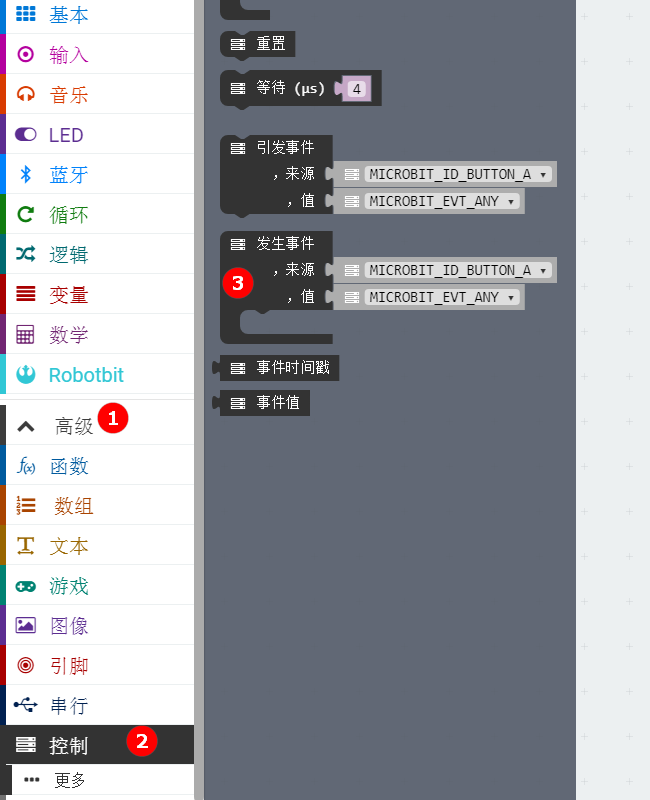 基本
输入
音乐
LED
蓝牙
循环
逻辑
变量
数学
Robotbit
高级 1
函数
数组
文本
游戏
图像
引脚
串行
控制 2
更多
重置
等待 (µs) 4
引发事件
，来源 MICROBIT_ID_BUTTON_A
，值 MICROBIT_EVT_ANY
发生事件
3 ，来源 MICROBIT_ID_BUTTON_A
，值 MICROBIT_EVT_ANY
事件时间戳
事件值